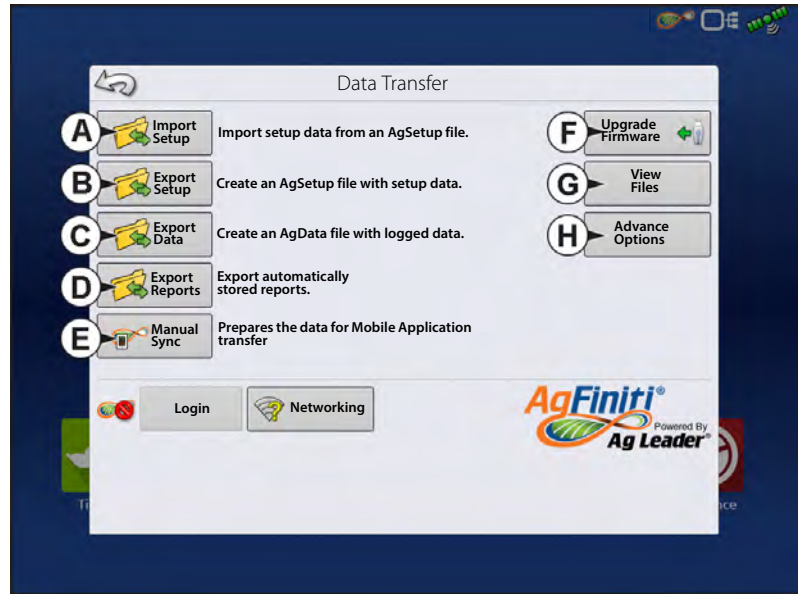 Data Transfer
A
Import
Setup
Import setup data from an AgSetup file.
F
Upgrade
Firmware
B
Export
Setup
Create an AgSetup file with setup data.
G
View
Files
C
Export
Data
Create an AgData file with logged data.
H
Advance
Options
D
Export
Reports
Export automatically
stored reports.
E
Manual
Sync
Prepares the data for Mobile Application
transfer
Login
Networking
AgFiniti®
Powered By
Ag Leader®
Ti
ce